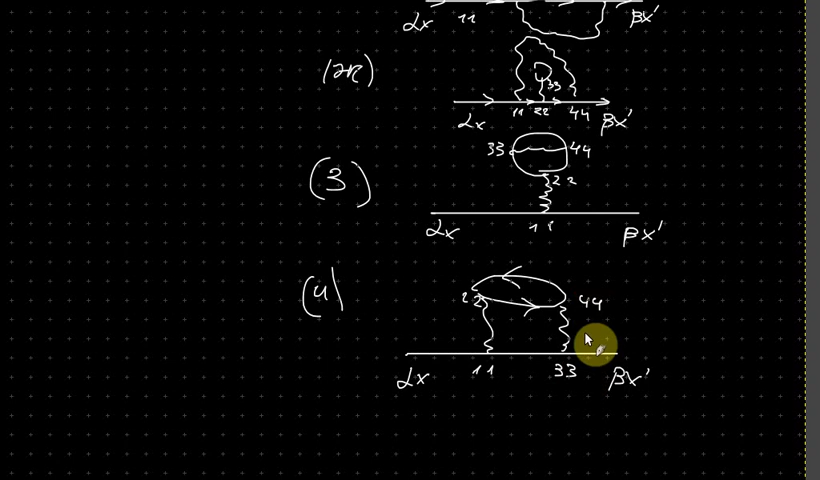 αx 11 βx'
(2к)
33
11 22 44
αx βx'
33 44
(3)
22
11
αx βx'
(4)
22 44
11 33
αx βx'